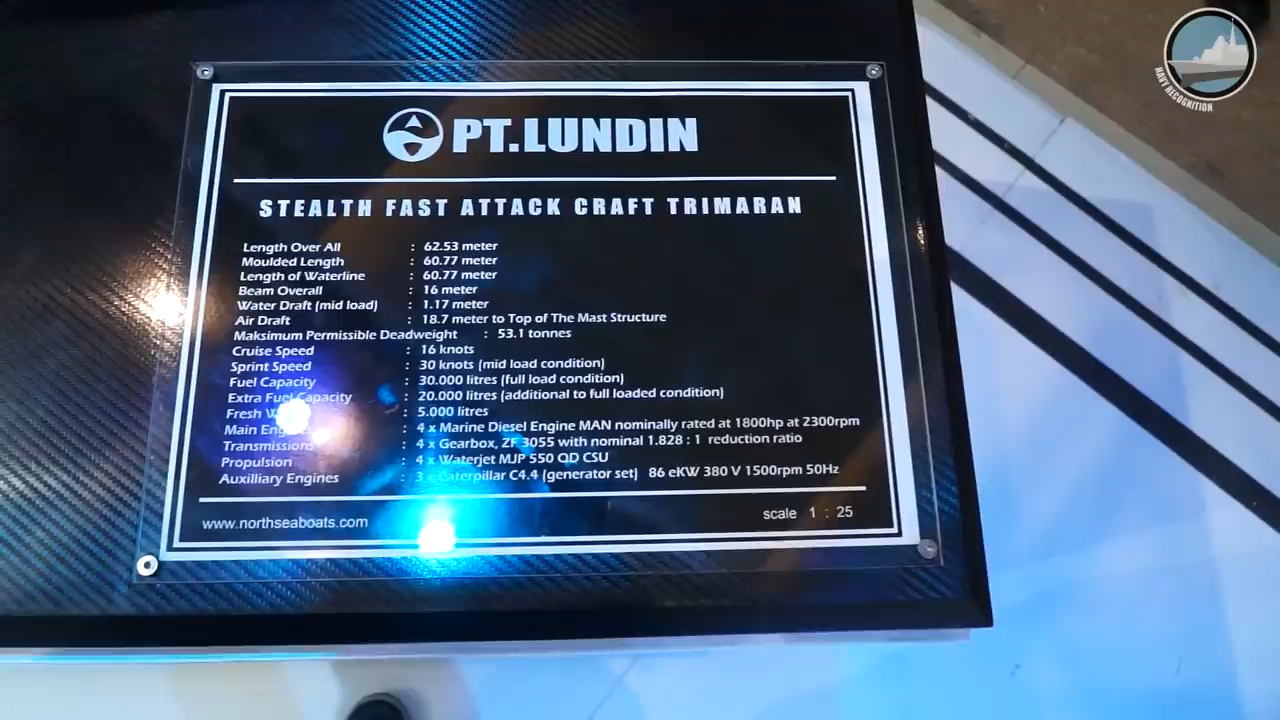 PT.LUNDIN
STEALTH FAST ATTACK CRAFT TRIMARAN
Length Over All : 62.53 meter
Moulded Length : 60.77 meter
Length of Waterline : 60.77 meter
Beam Overall : 16 meter
Water Draft (mid load) : 1.17 meter
Air Draft : 18.7 meter to Top of The Mast Structure
Maksimum Permissible Deadweight : 53.1 tonnes
Cruise Speed : 16 knots
Sprint Speed : 30 knots (mid load condition)
Fuel Capacity : 30.000 litres (full load condition)
Extra Fuel Capacity : 20.000 litres (additional to full loaded condition)
Fresh : 5.000 litres
Main : 4 x Marine Diesel Engine MAN nominally rated at 1800hp at 2300rpm
Transmissions : 4 x Gearbox, ZF 3055 with nominal 1.828 : 1 reduction ratio
Propulsion : 4 x Waterjet MJP 550 QD CSU
Auxilliary Engines : 3 x Caterpillar C4.4 (generator set) 86 eKW 380 V 1500rpm 50Hz
www.northseaboats.com scale 1 : 25
NAVY RECOGNITION